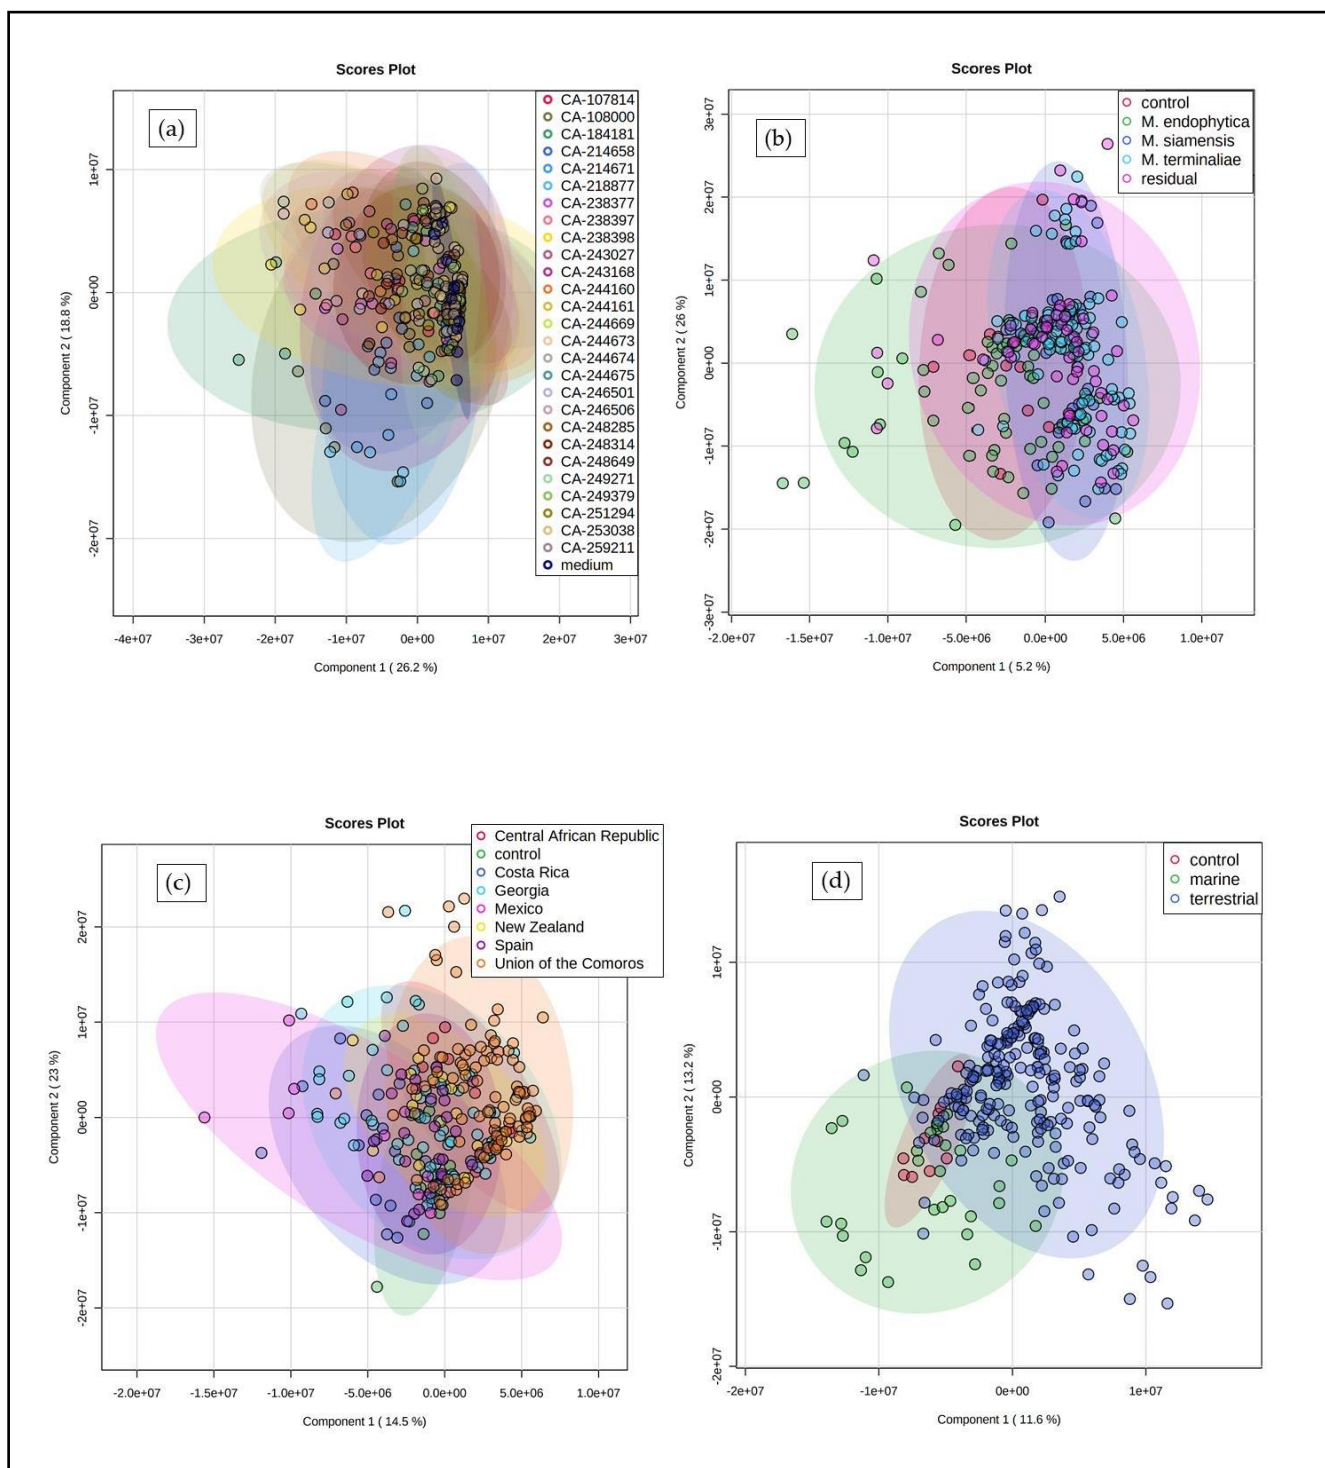 Scores Plot
(a)
CA-107814
CA-108000
CA-184181
CA-214658
CA-214671
CA-218877
CA-238377
CA-238397
CA-238398
CA-243027
CA-243168
CA-244160
CA-244161
CA-244669
CA-244673
CA-244674
CA-244675
CA-246501
CA-246506
CA-248285
CA-248314
CA-248649
CA-249271
CA-249379
CA-251294
CA-253038
CA-259211
medium
Component 2 ( 18.8 %)
1e+07
0e+00
-1e+07
-2e+07
-4e+07 -3e+07 -2e+07 -1e+07 0e+00 1e+07 2e+07 3e+07
Component 1 ( 26.2 %)
Scores Plot
(b)
control
M. endophytica
M. siamensis
M. terminaliae
residual
Component 2 ( 26 %)
3e+07
2e+07
1e+07
0e+00
-1e+07
-2e+07
-3e+07
-2.0e+07 -1.5e+07 -1.0e+07 -5.0e+06 0.0e+00 5.0e+06 1.0e+07
Component 1 ( 5.2 %)
Scores Plot
(c)
Central African Republic
control
Costa Rica
Georgia
Mexico
New Zealand
Spain
Union of the Comoros
Component 2 ( 23 %)
2e+07
1e+07
0e+00
-1e+07
-2e+07
-2.0e+07 -1.5e+07 -1.0e+07 -5.0e+06 0.0e+00 5.0e+06 1.0e+07
Component 1 ( 14.5 %)
Scores Plot
(d)
control
marine
terrestrial
Component 2 ( 13.2 %)
1e+07
0e+00
-1e+07
-2e+07
-2e+07 -1e+07 0e+00 1e+07
Component 1 ( 11.6 %)